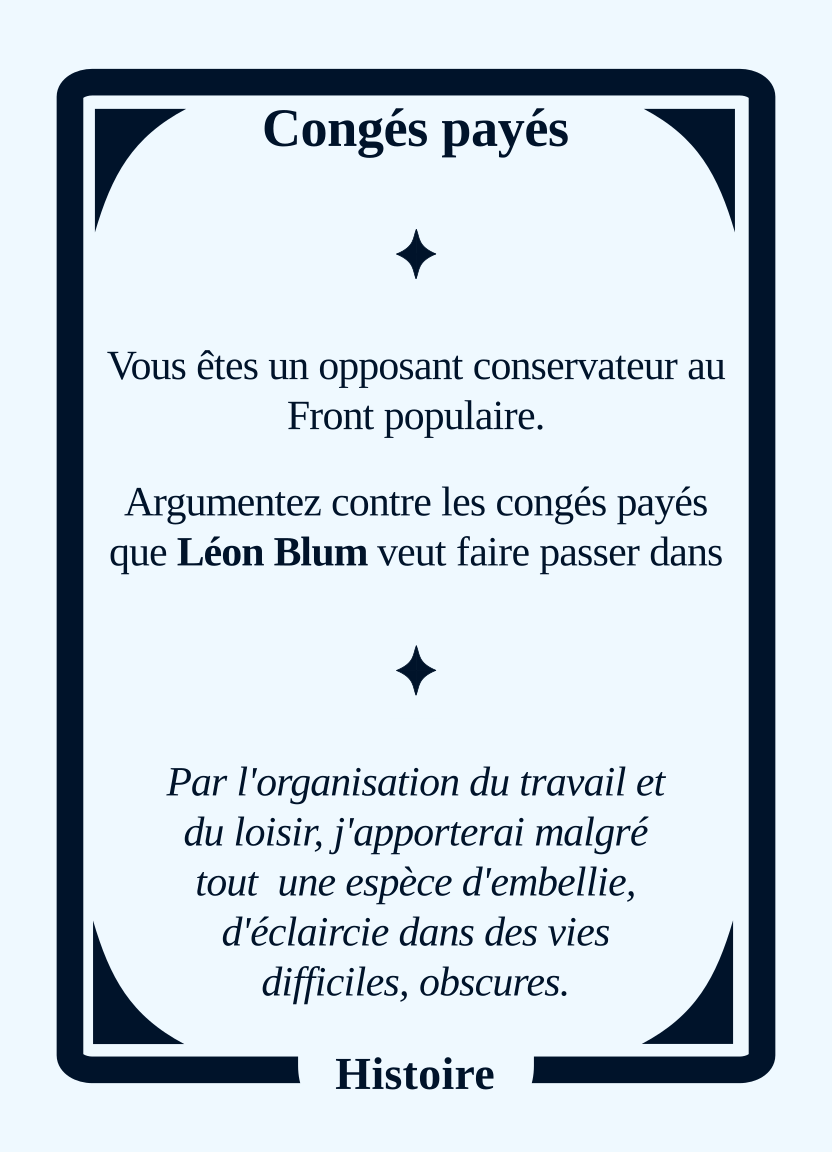 Congés payés
Vous êtes un opposant conservateur au
Front populaire.
Argumentez contre les congés payés
que Léon Blum veut faire passer dans
Par l'organisation du travail et
du loisir, j'apporterai malgré
tout  une espèce d'embellie,
d'éclaircie dans des vies
difficiles, obscures.
Histoire